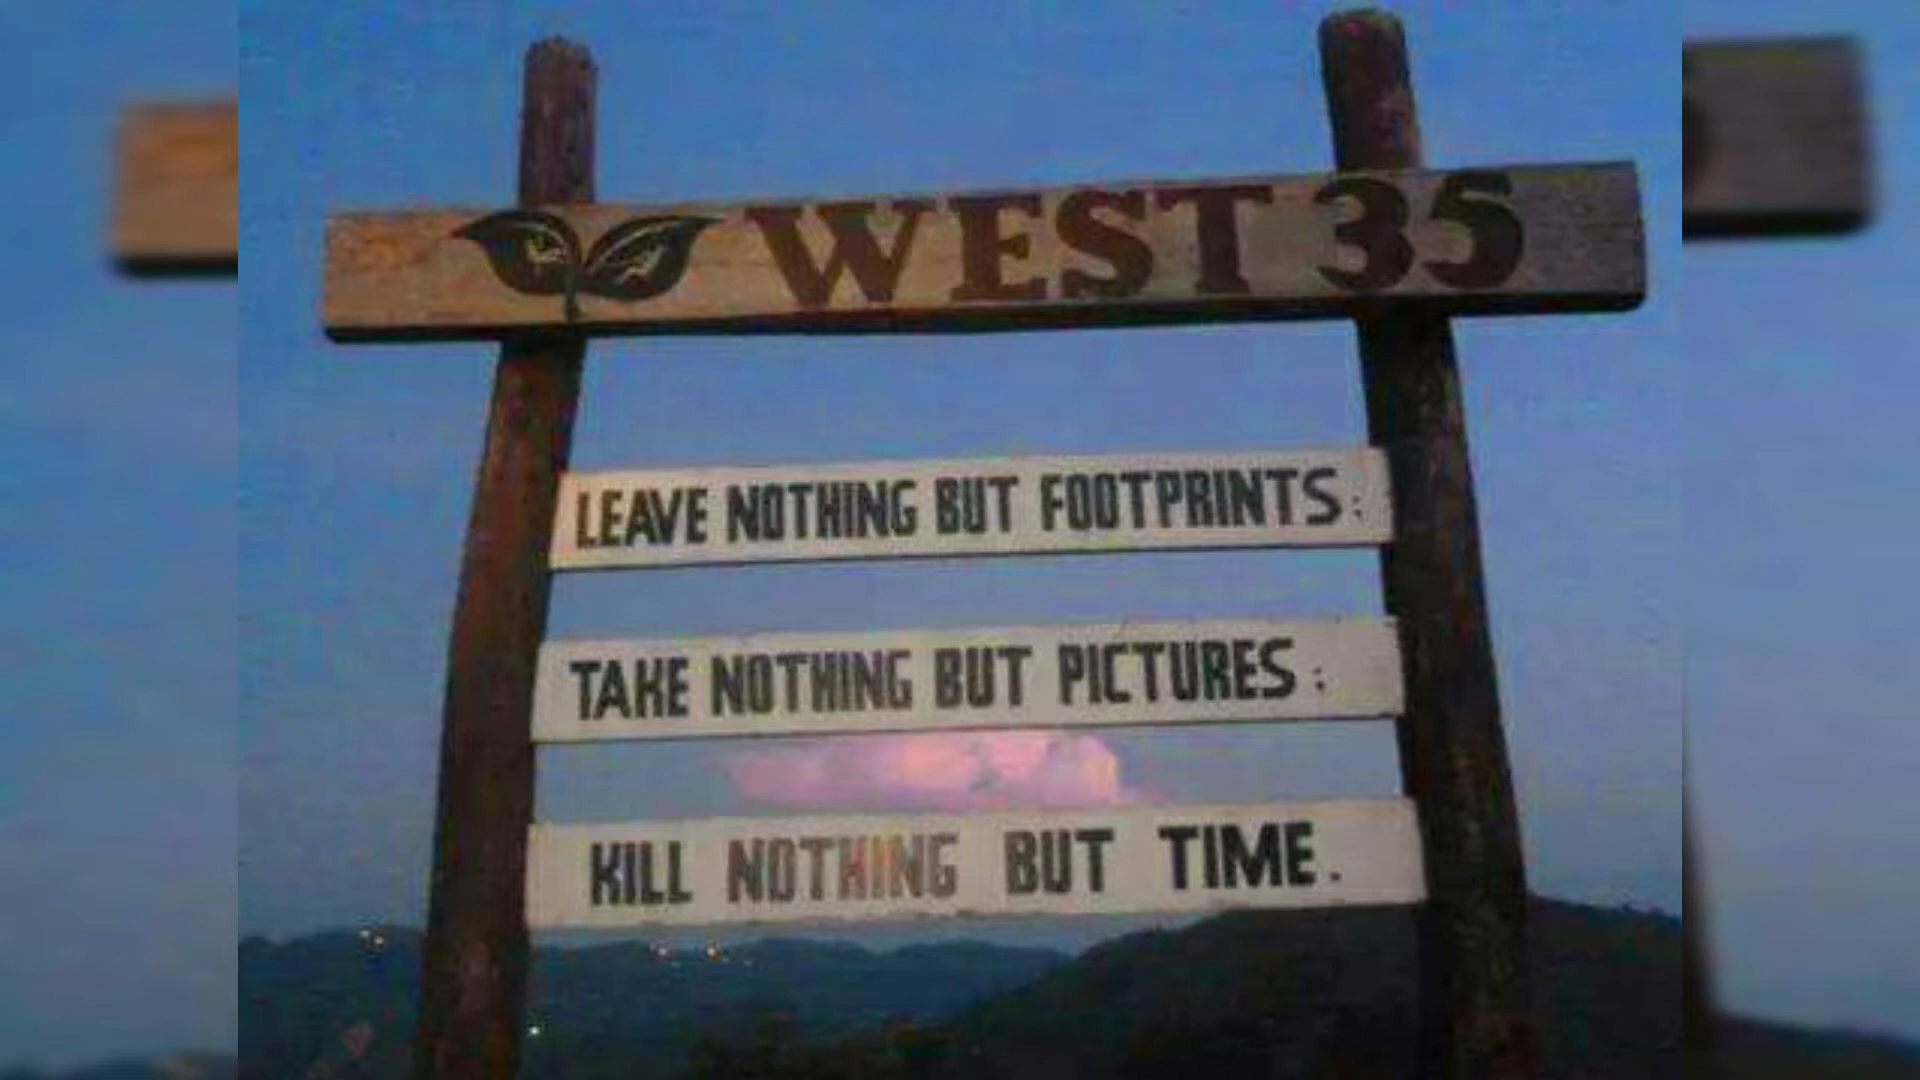 WEST 35
LEAVE NOTHING BUT FOOTPRINTS:
TAKE NOTHING BUT PICTURES:
KILL NOTHING BUT TIME.